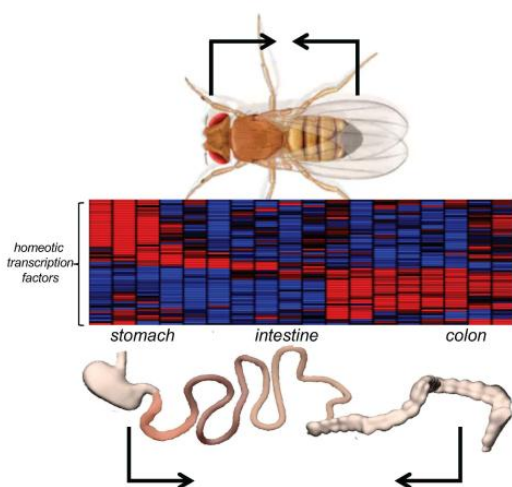 homeotic
transcription
factors
stomach intestine colon